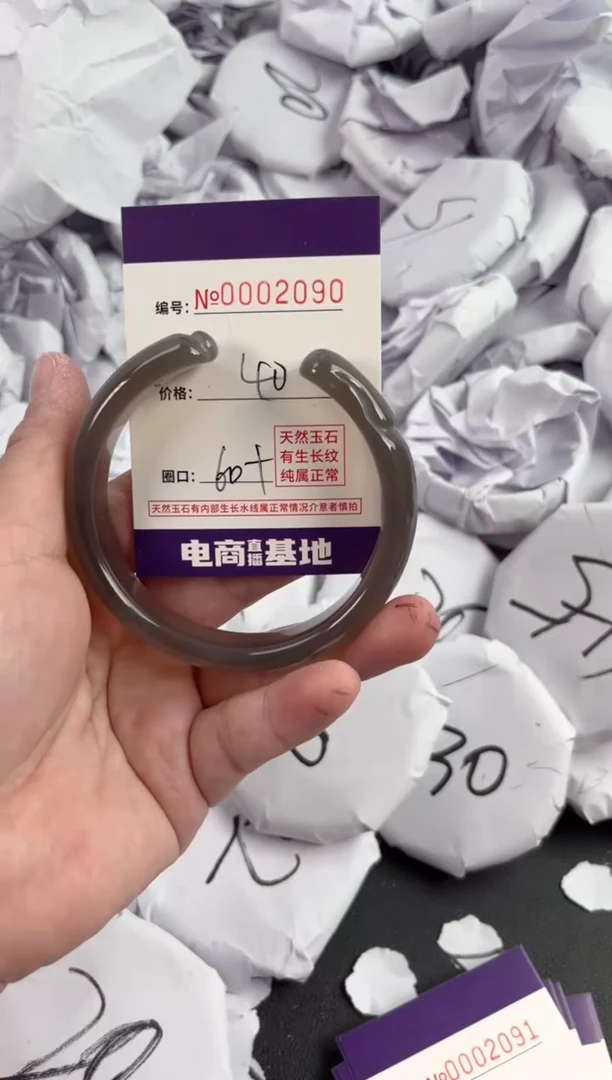 编号: №0002090
价格: 40
圈口: 60+
天然玉石
有生长纹
纯属正常
天然玉石有内部生长水线属正常情况介意者慎拍
电商直播基地
30
№0002091